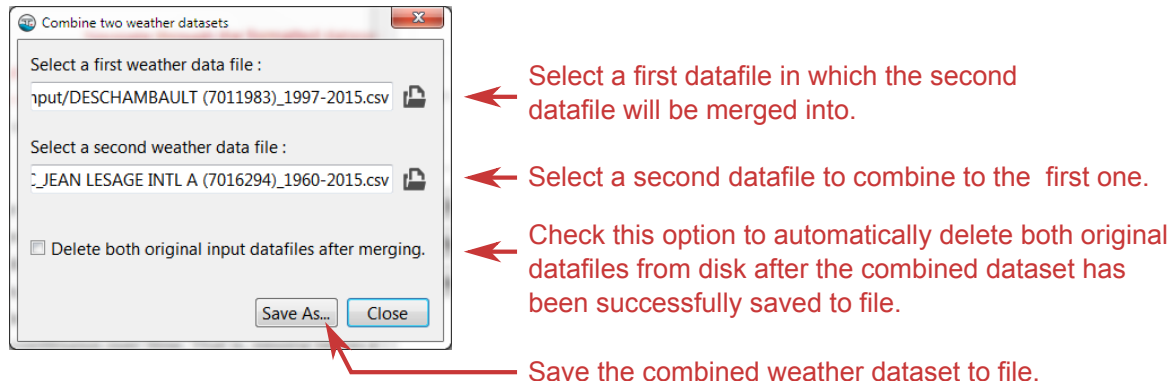 Combine two weather datasets
Select a first weather data file :
nput/DESCHAMBAULT (7011983)_1997-2015.csv
Select a first datafile in which the second
datafile will be merged into.
Select a second weather data file :
_JEAN LESAGE INTL A (7016294)_1960-2015.csv
Select a second datafile to combine to the first one.
Delete both original input datafiles after merging.
Check this option to automatically delete both original
datafiles from disk after the combined dataset has
been successfully saved to file.
Save As...
Close
Save the combined weather dataset to file.